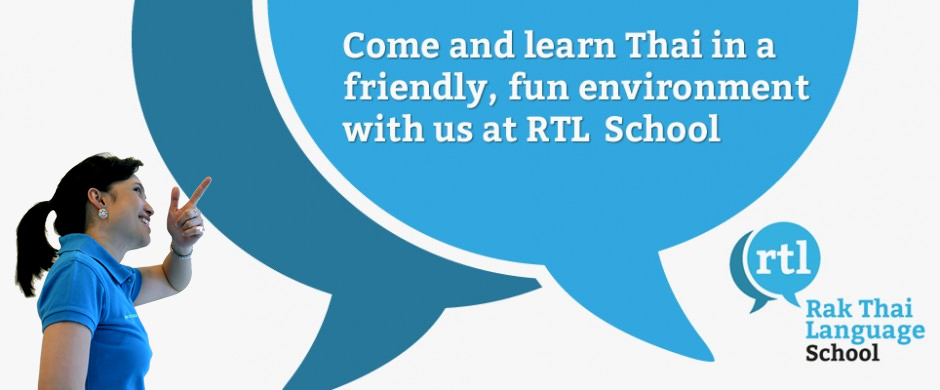 Come and learn Thai in a
friendly, fun environment
with us at RTL School
rtl
Rak Thai
Language
School